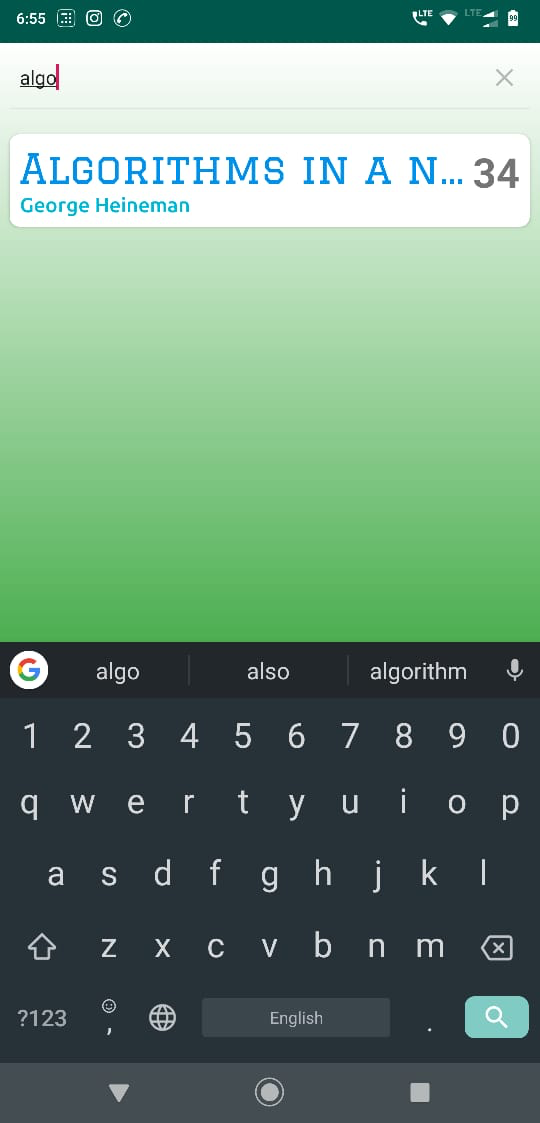 6:55 LTE LTE 99
algo
Algorithms in a N... 34
George Heineman
algo also algorithm
1 2 3 4 5 6 7 8 9 0
q w e r t y u i o p
a s d f g h j k l
z x c v b n m
?123 , English .